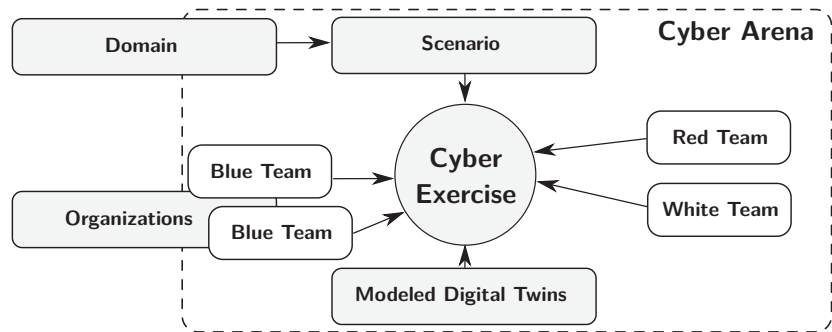 Cyber Arena
Domain
Scenario
Cyber
Exercise
Red Team
Blue Team
Organizations
White Team
Blue Team
Modeled Digital Twins